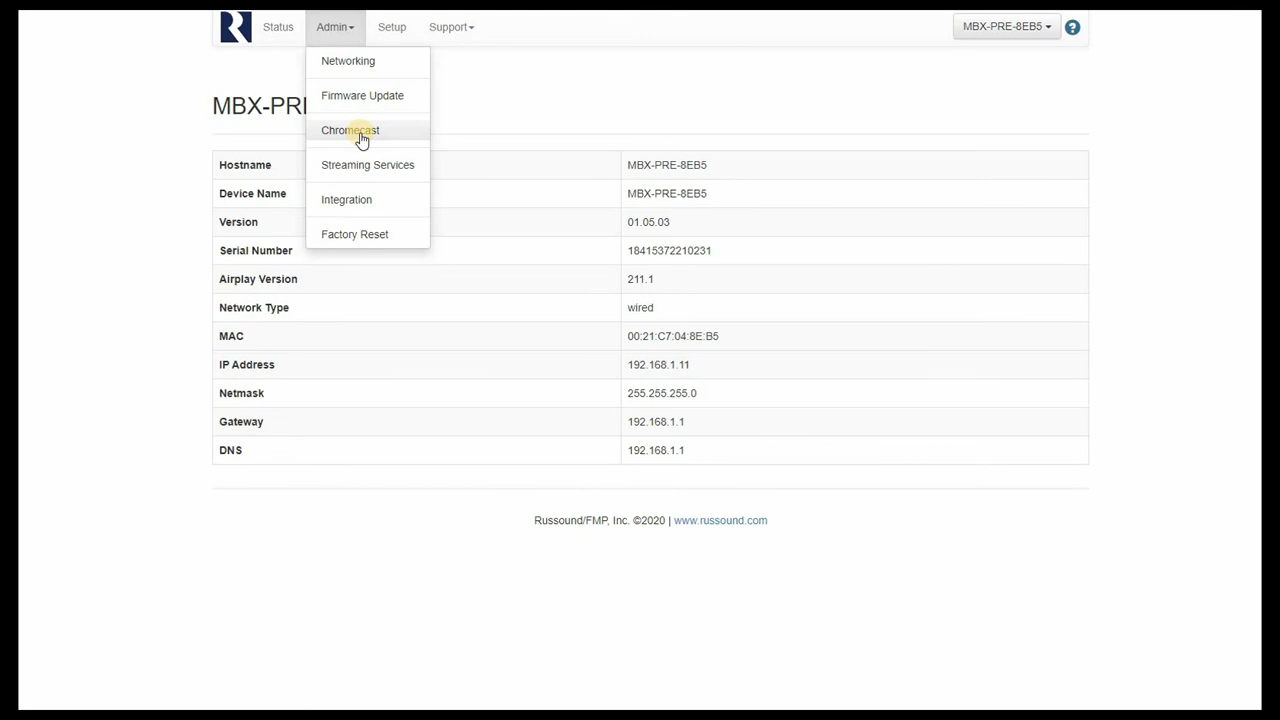 Status Admin Setup Support MBX-PRE-8EB5 ?
Networking
Firmware Update
MBX-PR
Chromecast
Hostname MBX-PRE-8EB5
Streaming Services
Device Name MBX-PRE-8EB5
Integration
Version 01.05.03
Factory Reset
Serial Number 18415372210231
Airplay Version 211.1
Network Type wired
MAC 00:21:C7:04:8E:B5
IP Address 192.168.1.11
Netmask 255.255.255.0
Gateway 192.168.1.1
DNS 192.168.1.1
Russound/FMP, Inc. ©2020 | www.russound.com